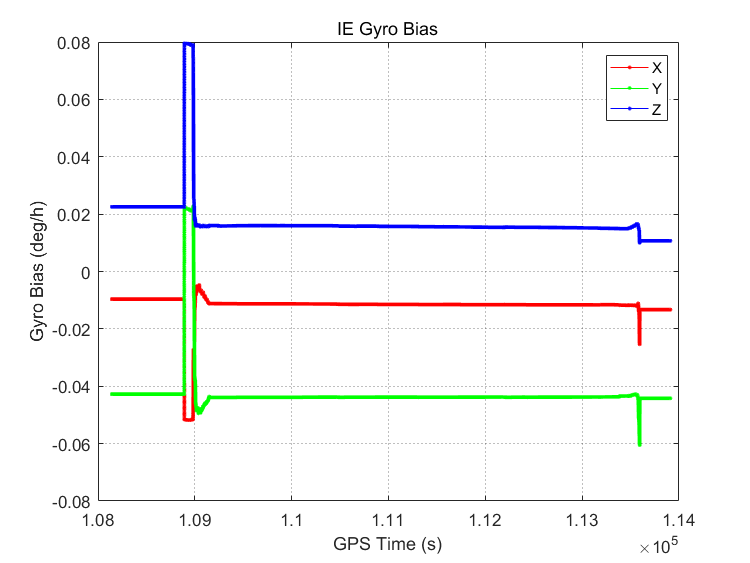 IE Gyro Bias
X
Y
Z
Gyro Bias (deg/h)
0.08
0.06
0.04
0.02
0
-0.02
-0.04
-0.06
-0.08
1.08 1.09 1.1 1.11 1.12 1.13 1.14
GPS Time (s)
×10⁵